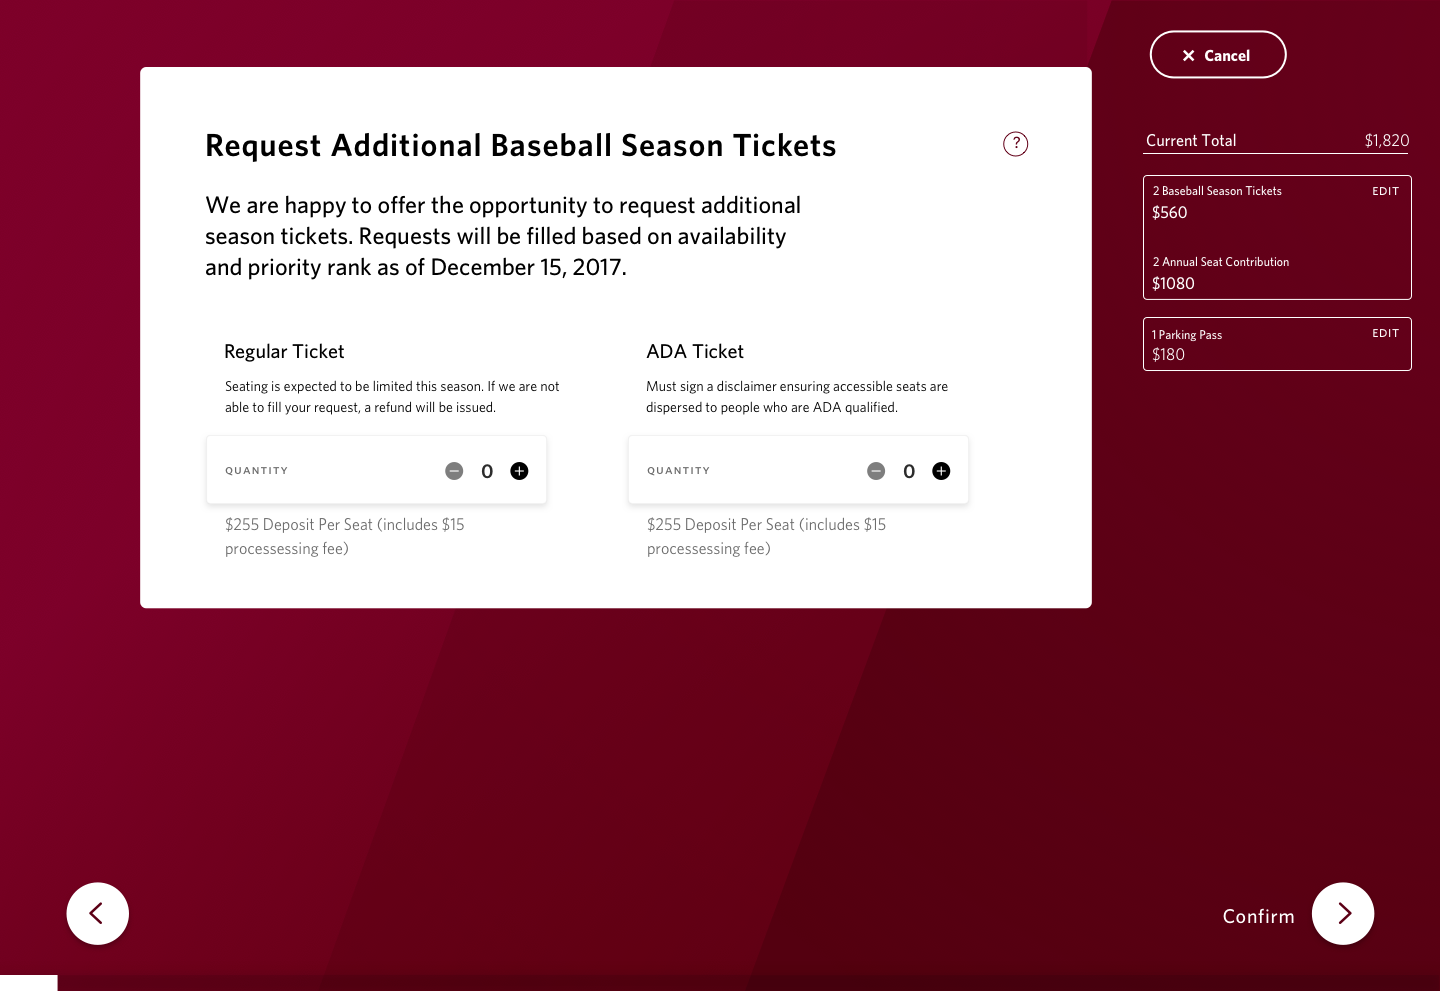 Cancel
Request Additional Baseball Season Tickets
?
We are happy to offer the opportunity to request additional
season tickets. Requests will be filled based on availability
and priority rank as of December 15, 2017.
Regular Ticket
Seating is expected to be limited this season. If we are not
able to fill your request, a refund will be issued.
QUANTITY 0
$255 Deposit Per Seat (includes $15
processessing fee)
ADA Ticket
Must sign a disclaimer ensuring accessible seats are
dispersed to people who are ADA qualified.
QUANTITY 0
$255 Deposit Per Seat (includes $15
processessing fee)
Current Total $1,820
2 Baseball Season Tickets EDIT
$560
2 Annual Seat Contribution
$1080
1 Parking Pass EDIT
$180
Confirm